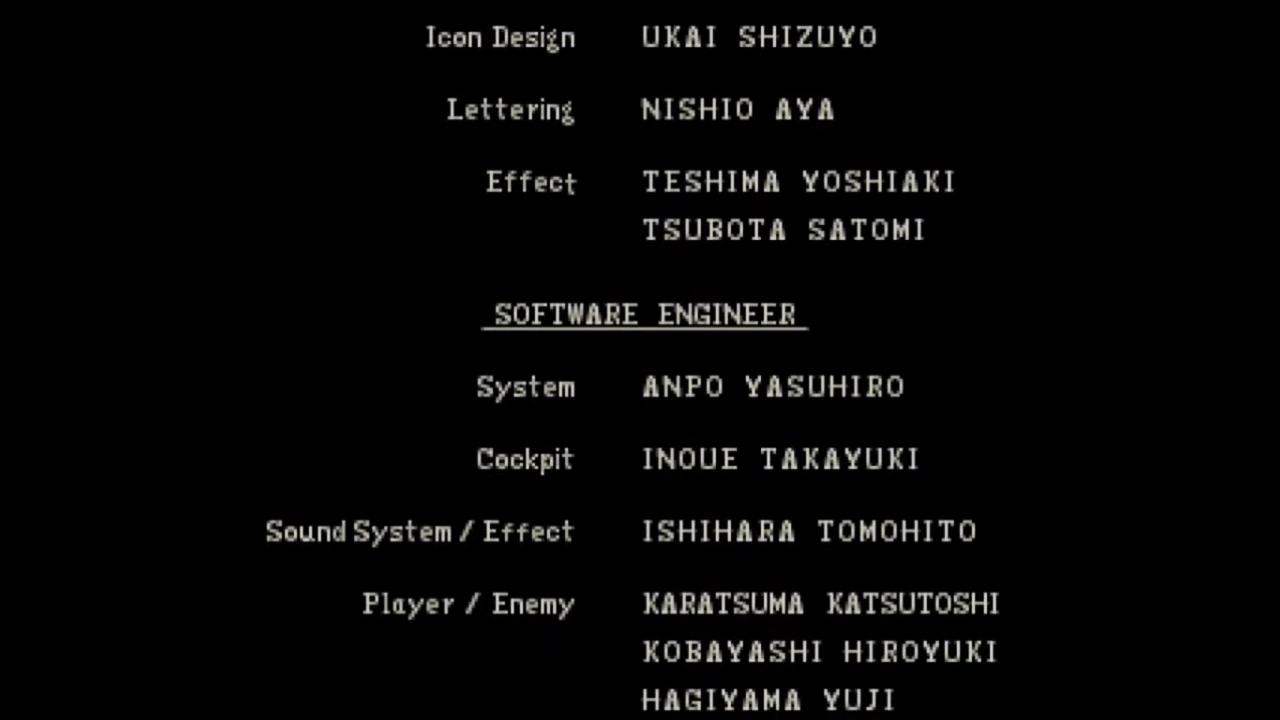 Icon Design UKAI SHIZUYO
Lettering NISHIO AYA
Effect TESHIMA YOSHIAKI
TSUBOTA SATOMI
SOFTWARE ENGINEER
System ANPO YASUHIRO
Cockpit INOUE TAKAYUKI
Sound System / Effect ISHIHARA TOMOHITO
Player / Enemy KARATSUMA KATSUTOSHI
KOBAYASHI HIROYUKI
HAGIYAMA YUJI